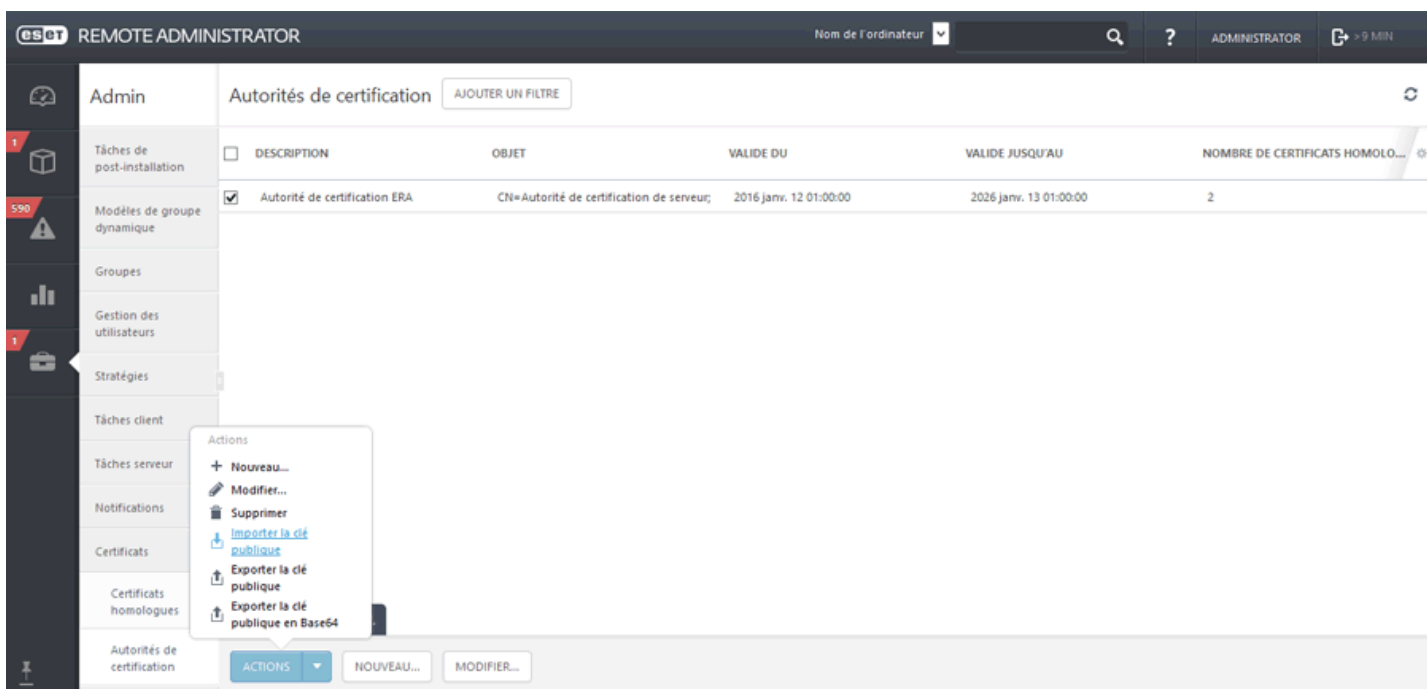 eset REMOTE ADMINISTRATOR
Nom de l'ordinateur
?
ADMINISTRATOR
>9 MIN
1
590
1
Admin
Tâches de
post-installation
Modèles de groupe
dynamique
Groupes
Gestion des
utilisateurs
Stratégies
Tâches client
Tâches serveur
Notifications
Certificats
Certificats
homologues
Autorités de
certification
Autorités de certification
AJOUTER UN FILTRE
DESCRIPTION OBJET VALIDE DU VALIDE JUSQU'AU NOMBRE DE CERTIFICATS HOMOLO...
Autorité de certification ERA CN=Autorité de certification de serveur; 2016 janv. 12 01:00:00 2026 janv. 13 01:00:00 2
Actions
Nouveau...
Modifier...
Supprimer
Importer la clé
publique
Exporter la clé
publique
Exporter la clé
publique en Base64
ACTIONS
NOUVEAU...
MODIFIER...